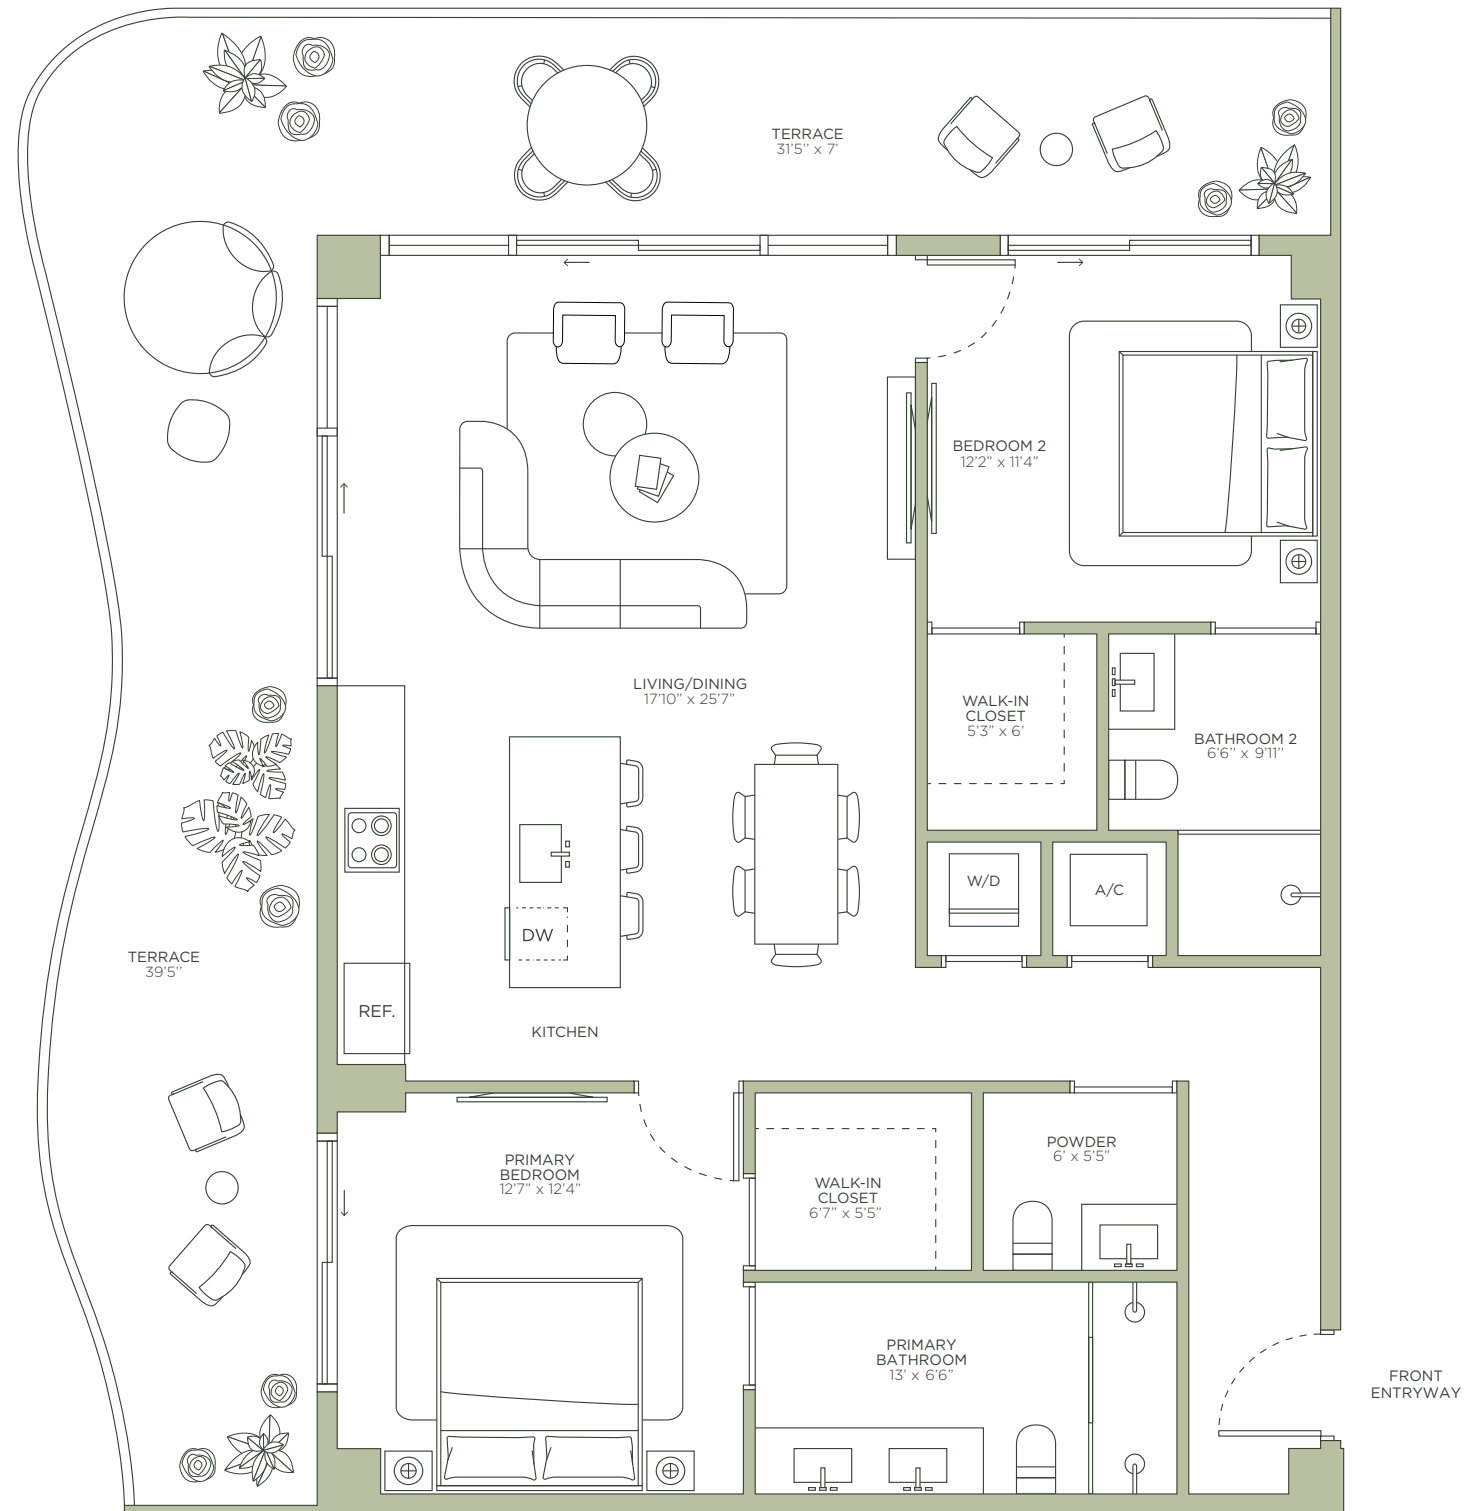 TERRACE
31'5'' x 7'
BEDROOM 2
12'2” x 11'4”
LIVING/DINING
17'10” x 25'7”
WALK-IN
CLOSET
5'3” x 6'
BATHROOM 2
6'6'' x 9'11''
W/D
A/C
DW
TERRACE
39'5''
REF.
KITCHEN
PRIMARY
BEDROOM
12'7” x 12'4”
WALK-IN
CLOSET
6'7” x 5'5”
POWDER
6' x 5'5”
PRIMARY
BATHROOM
13' x 6'6”
FRONT
ENTRYWAY